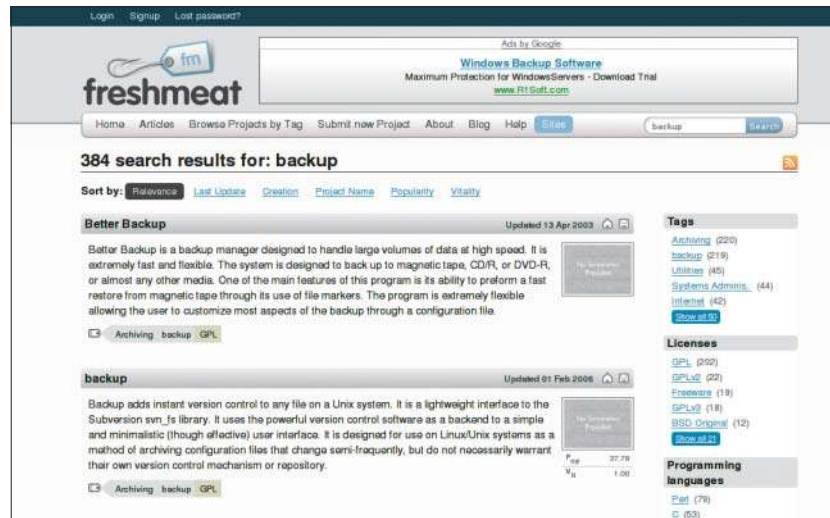 Login Signup Lost password?
fm
freshmeat
Ads by Google
Windows Backup Software
Maximum Protection for WindowsServers - Download Trial
www.R1Soft.com
Home Articles Browse Projects by Tag Submit new Project About Blog Help Sites
backup Search
384 search results for: backup
Sort by: Relevance Last Update Creation Project Name Popularity Vitality
Better Backup Updated 13 Apr 2003
Better Backup is a backup manager designed to handle large volumes of data at high speed. It is
extremely fast and flexible. The system is designed to back up to magnetic tape, CD/R, or DVD-R,
or almost any other media. One of the main features of this program is its ability to preform a fast
restore from magnetic tape through its use of file markers. The program is extremely flexible
allowing the user to customize most aspects of the backup through a configuration file.
No Screenshot
Provided
Archiving backup GPL
backup Updated 01 Feb 2006
Backup adds instant version control to any file on a Unix system. It is a lightweight interface to the
Subversion svn_fs library. It uses the powerful version control software as a backend to a simple
and minimalistic (though effective) user interface. It is designed for use on Linux/Unix systems as a
method of archiving configuration files that change semi-frequently, but do not necessarily warrant
their own version control mechanism or repository.
No Screenshot
Provided
37.79
1.00
Archiving backup GPL
Tags
Archiving (220)
backup (219)
Utilities (45)
Systems Adminis. (44)
Internet (42)
Show all 50
Licenses
GPL (202)
GPLv2 (22)
Freeware (19)
GPLv3 (18)
BSD Original (12)
Show all 21
Programming
languages
Perl (79)
C (53)